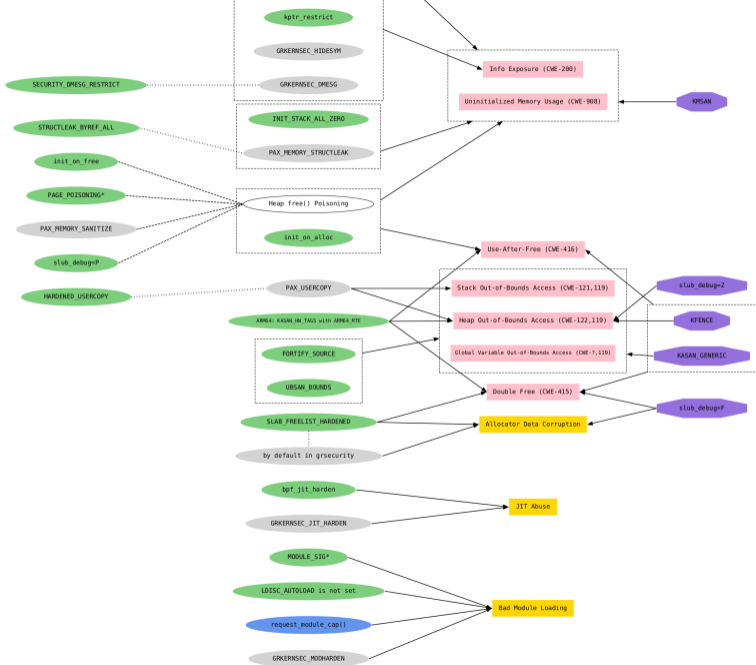 kptr_restrict
GRKERNSEC_HIDESYM
Info Exposure (CWE-200)
SECURITY_DMESG_RESTRICT
GRKERNSEC_DMESG
Uninitialized Memory Usage (CWE-908)
KMSAN
INIT_STACK_ALL_ZERO
STRUCTLEAK_BYREF_ALL
PAX_MEMORY_STRUCTLEAK
init_on_free
PAGE_POISONING*
Heap free() Poisoning
PAX_MEMORY_SANITIZE
init_on_alloc
Use-After-Free (CWE-416)
slub_debug=P
PAX_USERCOPY
Stack Out-of-Bounds Access (CWE-121,119)
slub_debug=Z
HARDENED_USERCOPY
ARM64: KASAN_HW_TAGS with ARM64_MTE
Heap Out-of-Bounds Access (CWE-122,119)
KFENCE
FORTIFY_SOURCE
Global Variable Out-of-Bounds Access (CWE-?,119)
KASAN_GENERIC
UBSAN_BOUNDS
Double Free (CWE-415)
slub_debug=F
SLAB_FREELIST_HARDENED
Allocator Data Corruption
by default in grsecurity
bpf_jit_harden
JIT Abuse
GRKERNSEC_JIT_HARDEN
MODULE_SIG*
LDISC_AUTOLOAD is not set
Bad Module Loading
request_module_cap()
GRKERNSEC_MODHARDEN